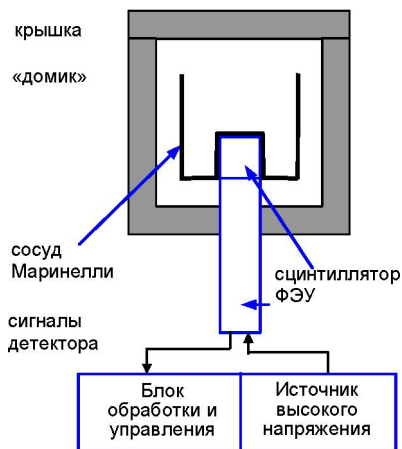 крышка
«домик»
сосуд
Маринелли
сцинтиллятор
ФЭУ
сигналы
детектора
Блок
обработки и
управления
Источник
высокого
напряжения